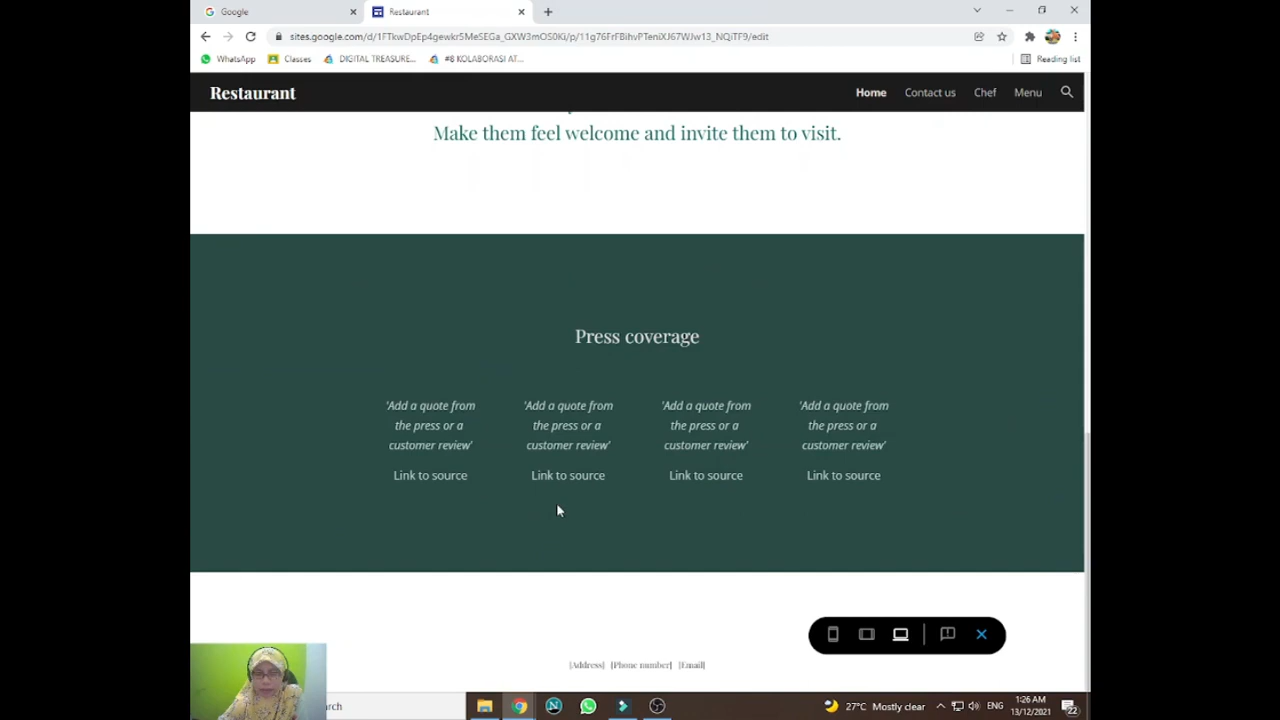 Google
Restaurant
sites.google.com/d/1FTkwDpEp4gewkr5MeSEGa_GXW3mOS0Ki/p/11g76FrFBihvPTeniXJ67WJw13_NQiTF9/edit
WhatsApp
Classes
DIGITAL TREASURE...
#8 KOLABORASI AT...
Reading list
Restaurant
Home
Contact us
Chef
Menu
Make them feel welcome and invite them to visit.
Press coverage
'Add a quote from
the press or a
customer review'
Link to source
'Add a quote from
the press or a
customer review'
Link to source
'Add a quote from
the press or a
customer review'
Link to source
'Add a quote from
the press or a
customer review'
Link to source
[Address] [Phone number] [Email]
rch
27°C Mostly clear
ENG
1:26 AM
13/12/2021
22